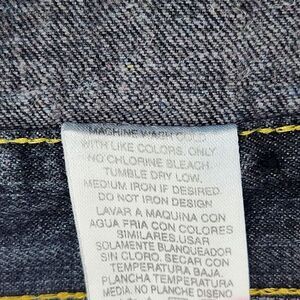 MACHINE WASH COLD
WITH LIKE COLORS. ONLY
NO CHLORINE BLEACH.
TUMBLE DRY LOW.
MEDIUM IRON IF DESIRED.
DO NOT IRON DESIGN
LAVAR A MAQUINA CON
AGUA FRIA CON COLORES
SIMILARES.USAR
SOLAMENTE BLANQUEADOR
SIN CLORO. SECAR CON
TEMPERATURA BAJA.
PLANCHA TEMPERATURA
MEDIA. NO PLANCHE DISENO